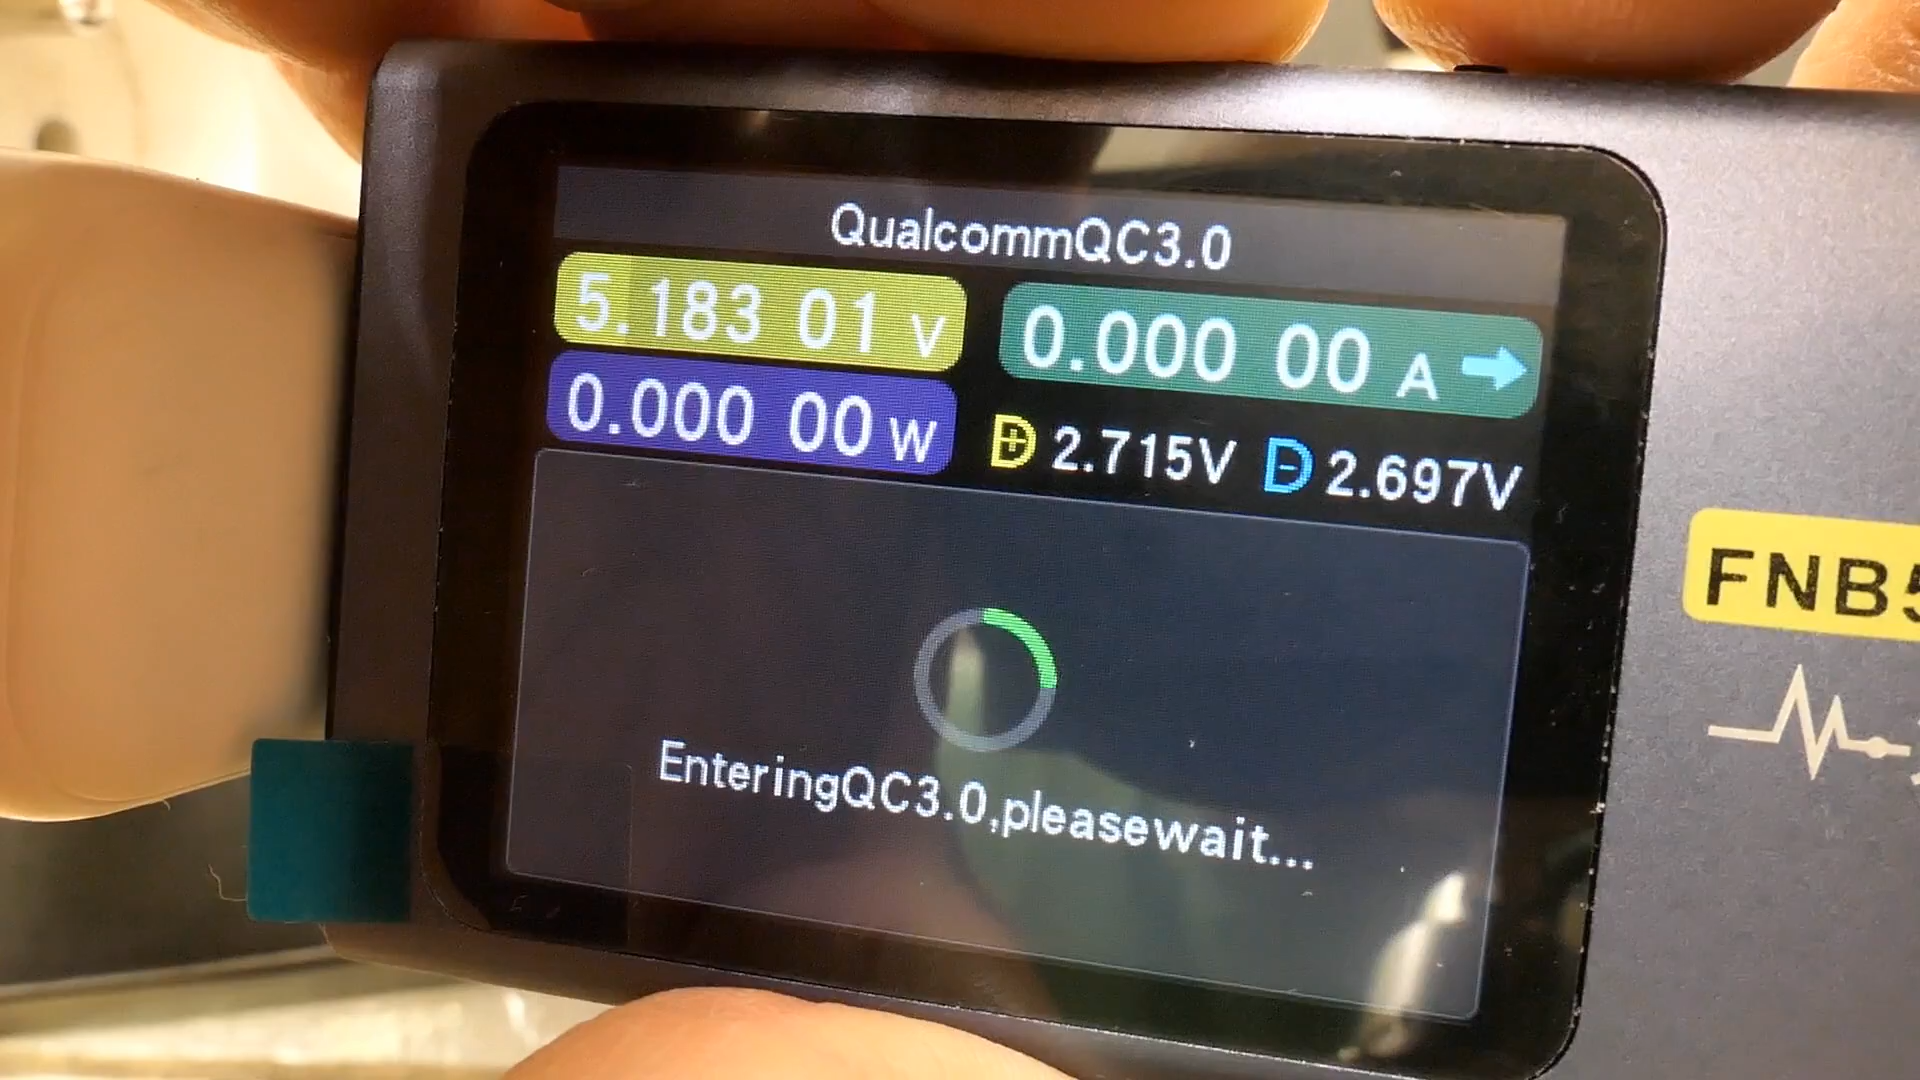 QualcommQC3.0
5.183 01 V
0.000 00 A
0.000 00 W
D+ 2.715V D- 2.697V
EnteringQC3.0,pleasewait...
FNB5